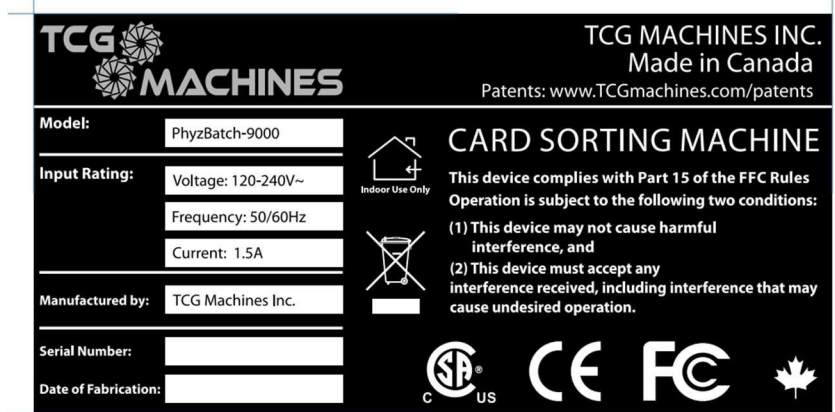 TCG
MACHINES
TCG MACHINES INC.
Made in Canada
Patents: www.TCGmachines.com/patents
Model:
PhyzBatch-9000
Input Rating:
Voltage: 120-240V~
Frequency: 50/60Hz
Current: 1.5A
Manufactured by:
TCG Machines Inc.
Serial Number:
Date of Fabrication:
Indoor Use Only
CARD SORTING MACHINE
This device complies with Part 15 of the FFC Rules
Operation is subject to the following two conditions:
(1) This device may not cause harmful
interference, and
(2) This device must accept any
interference received, including interference that may
cause undesired operation.
C SA ® US
CE
FC